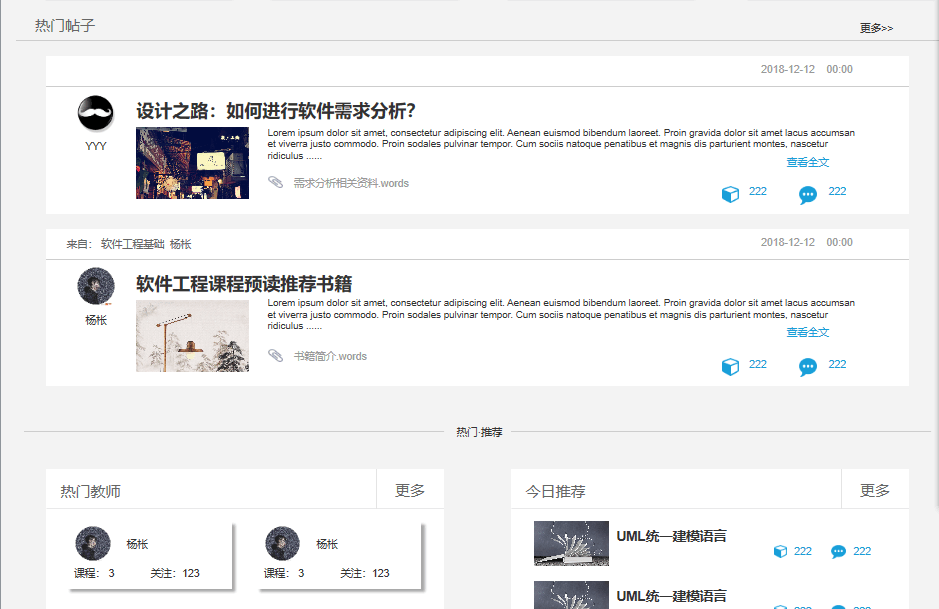 热门帖子
更多>>
2018-12-12 00:00
设计之路：如何进行软件需求分析？
YYY
Lorem ipsum dolor sit amet, consectetur adipiscing elit. Aenean euismod bibendum laoreet. Proin gravida dolor sit amet lacus accumsan
et viverra justo commodo. Proin sodales pulvinar tempor. Cum sociis natoque penatibus et magnis dis parturient montes, nascetur
ridiculus ......
查看全文
需求分析相关资料.words
222 222
来自： 软件工程基础 杨枨
2018-12-12 00:00
软件工程课程预读推荐书籍
杨枨
Lorem ipsum dolor sit amet, consectetur adipiscing elit. Aenean euismod bibendum laoreet. Proin gravida dolor sit amet lacus accumsan
et viverra justo commodo. Proin sodales pulvinar tempor. Cum sociis natoque penatibus et magnis dis parturient montes, nascetur
ridiculus ......
查看全文
书籍简介.words
222 222
热门·推荐
热门教师 更多
杨枨
课程： 3 关注： 123
杨枨
课程： 3 关注： 123
今日推荐 更多
UML统一建模语言
222 222
UML统一建模语言
222 222